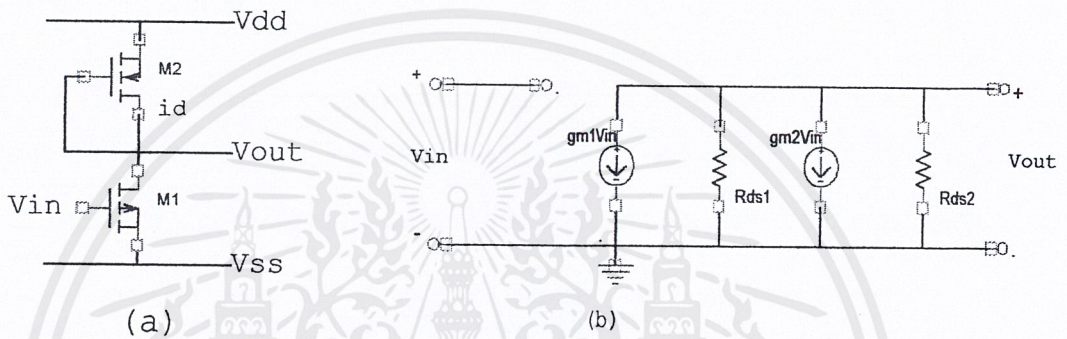 Vdd
M2
id
Vout
Vin
M1
Vss
(a)
+
.
Vin
-
gm1Vin
Rds1
gm2Vin
Rds2
+
Vout
.
(b)